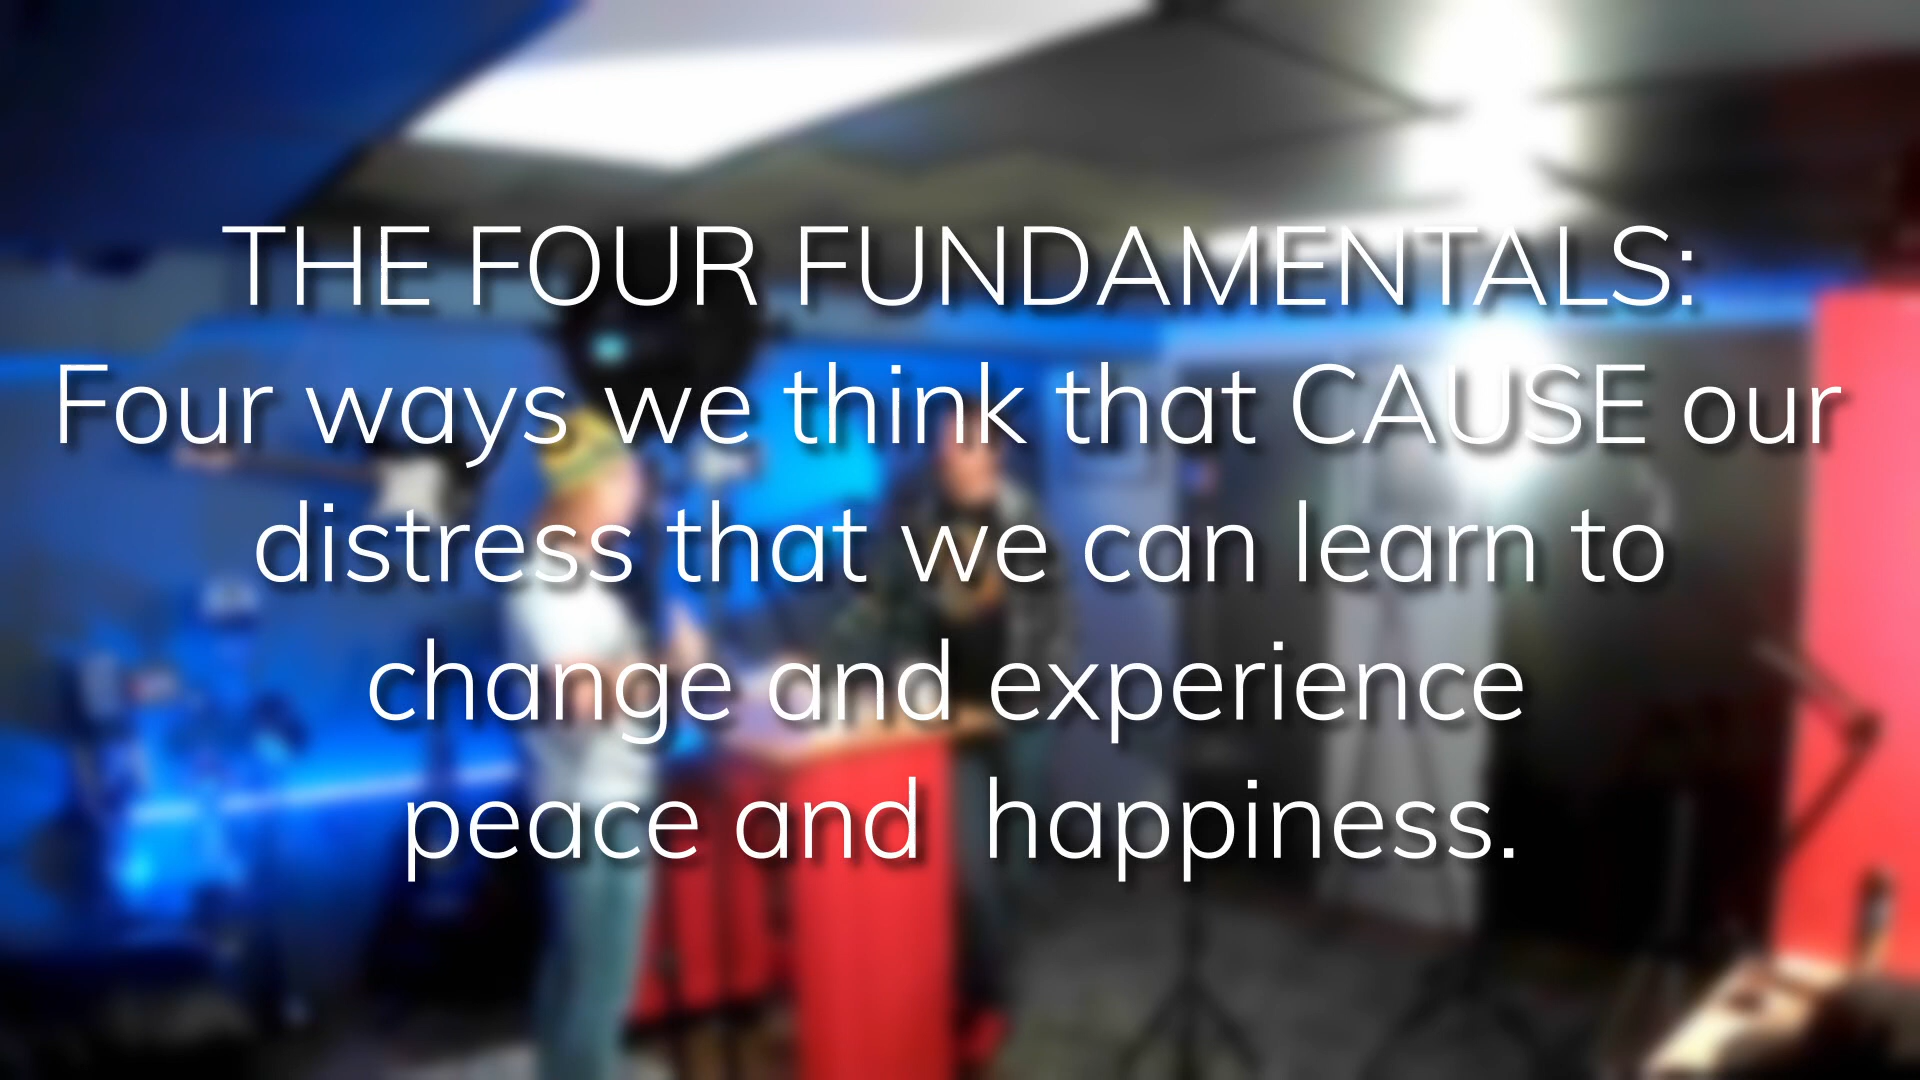 THE FOUR FUNDAMENTALS:
Four ways we think that CAUSE our
distress that we can learn to
change and experience
peace and  happiness.